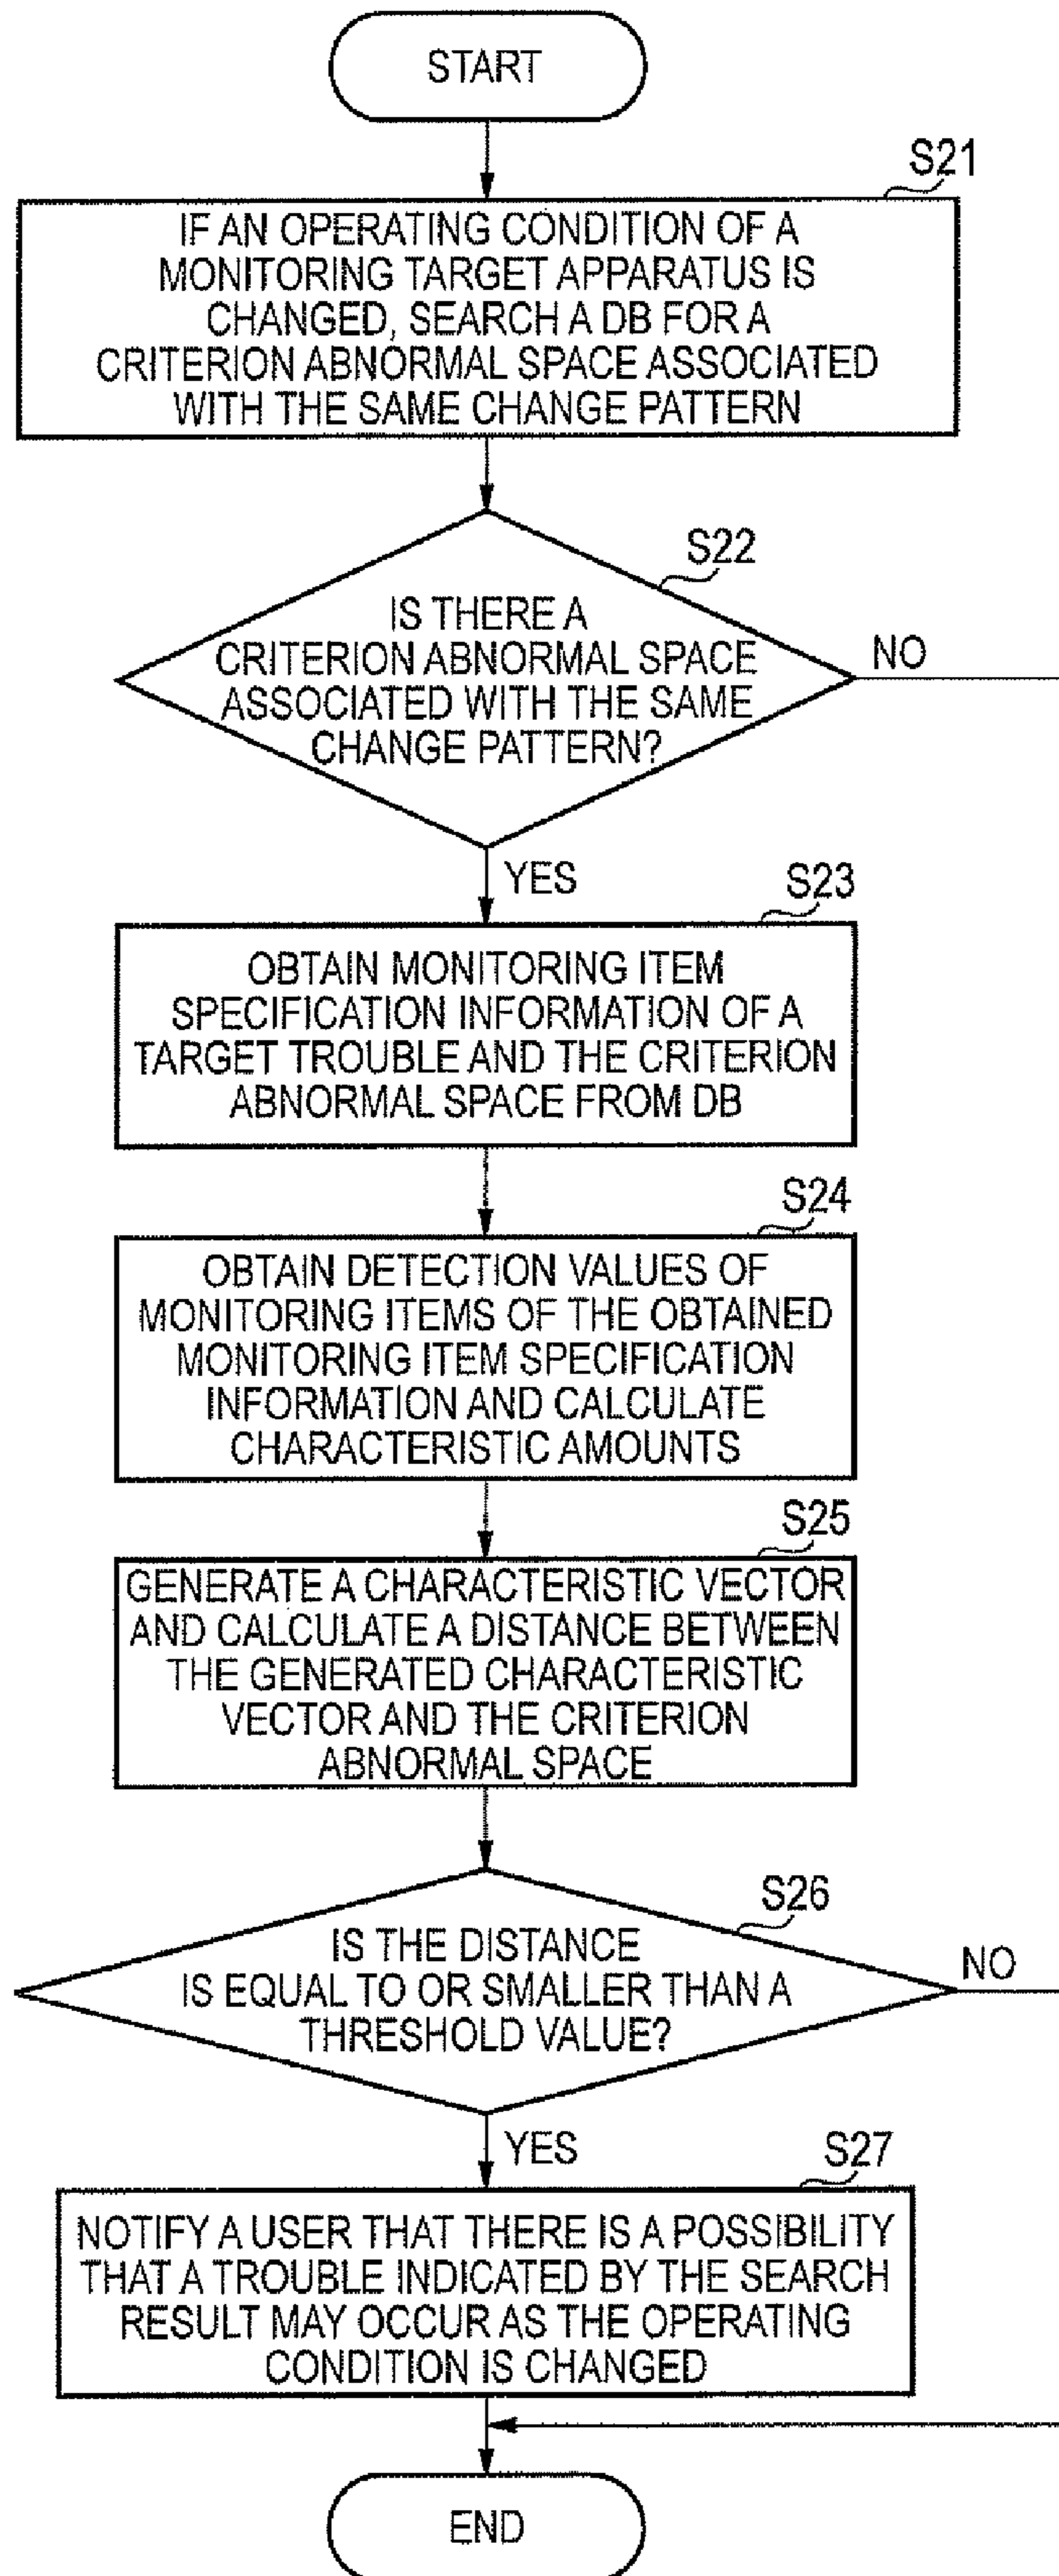 START
S21
IF AN OPERATING CONDITION OF A
MONITORING TARGET APPARATUS IS
CHANGED, SEARCH A DB FOR A
CRITERION ABNORMAL SPACE ASSOCIATED
WITH THE SAME CHANGE PATTERN
S22
IS THERE A
CRITERION ABNORMAL SPACE
ASSOCIATED WITH THE SAME
CHANGE PATTERN?
NO
YES
S23
OBTAIN MONITORING ITEM
SPECIFICATION INFORMATION OF A
TARGET TROUBLE AND THE CRITERION
ABNORMAL SPACE FROM DB
S24
OBTAIN DETECTION VALUES OF
MONITORING ITEMS OF THE OBTAINED
MONITORING ITEM SPECIFICATION
INFORMATION AND CALCULATE
CHARACTERISTIC AMOUNTS
S25
GENERATE A CHARACTERISTIC VECTOR
AND CALCULATE A DISTANCE BETWEEN
THE GENERATED CHARACTERISTIC
VECTOR AND THE CRITERION
ABNORMAL SPACE
S26
IS THE DISTANCE
IS EQUAL TO OR SMALLER THAN A
THRESHOLD VALUE?
NO
YES
S27
NOTIFY A USER THAT THERE IS A POSSIBILITY
THAT A TROUBLE INDICATED BY THE SEARCH
RESULT MAY OCCUR AS THE OPERATING
CONDITION IS CHANGED
END